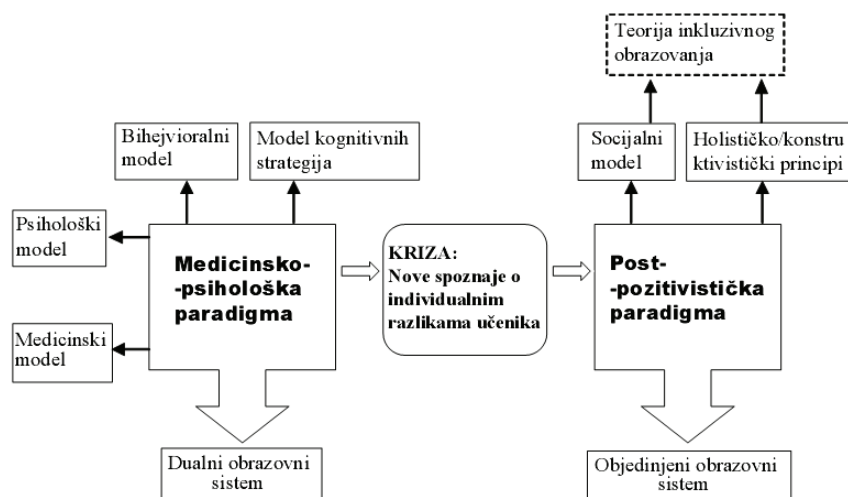 Teorija inkluzivnog
obrazovanja
Bihejvioralni
model
Model kognitivnih
strategija
Socijalni
model
Holističko/konstru
ktivistički principi
Psihološki
model
Medicinsko-
-psihološka
paradigma
KRIZA:
Nove spoznaje o
individualnim
razlikama učenika
Post-
-pozitivistička
paradigma
Medicinski
model
Dualni obrazovni
sistem
Objedinjeni obrazovni
sistem